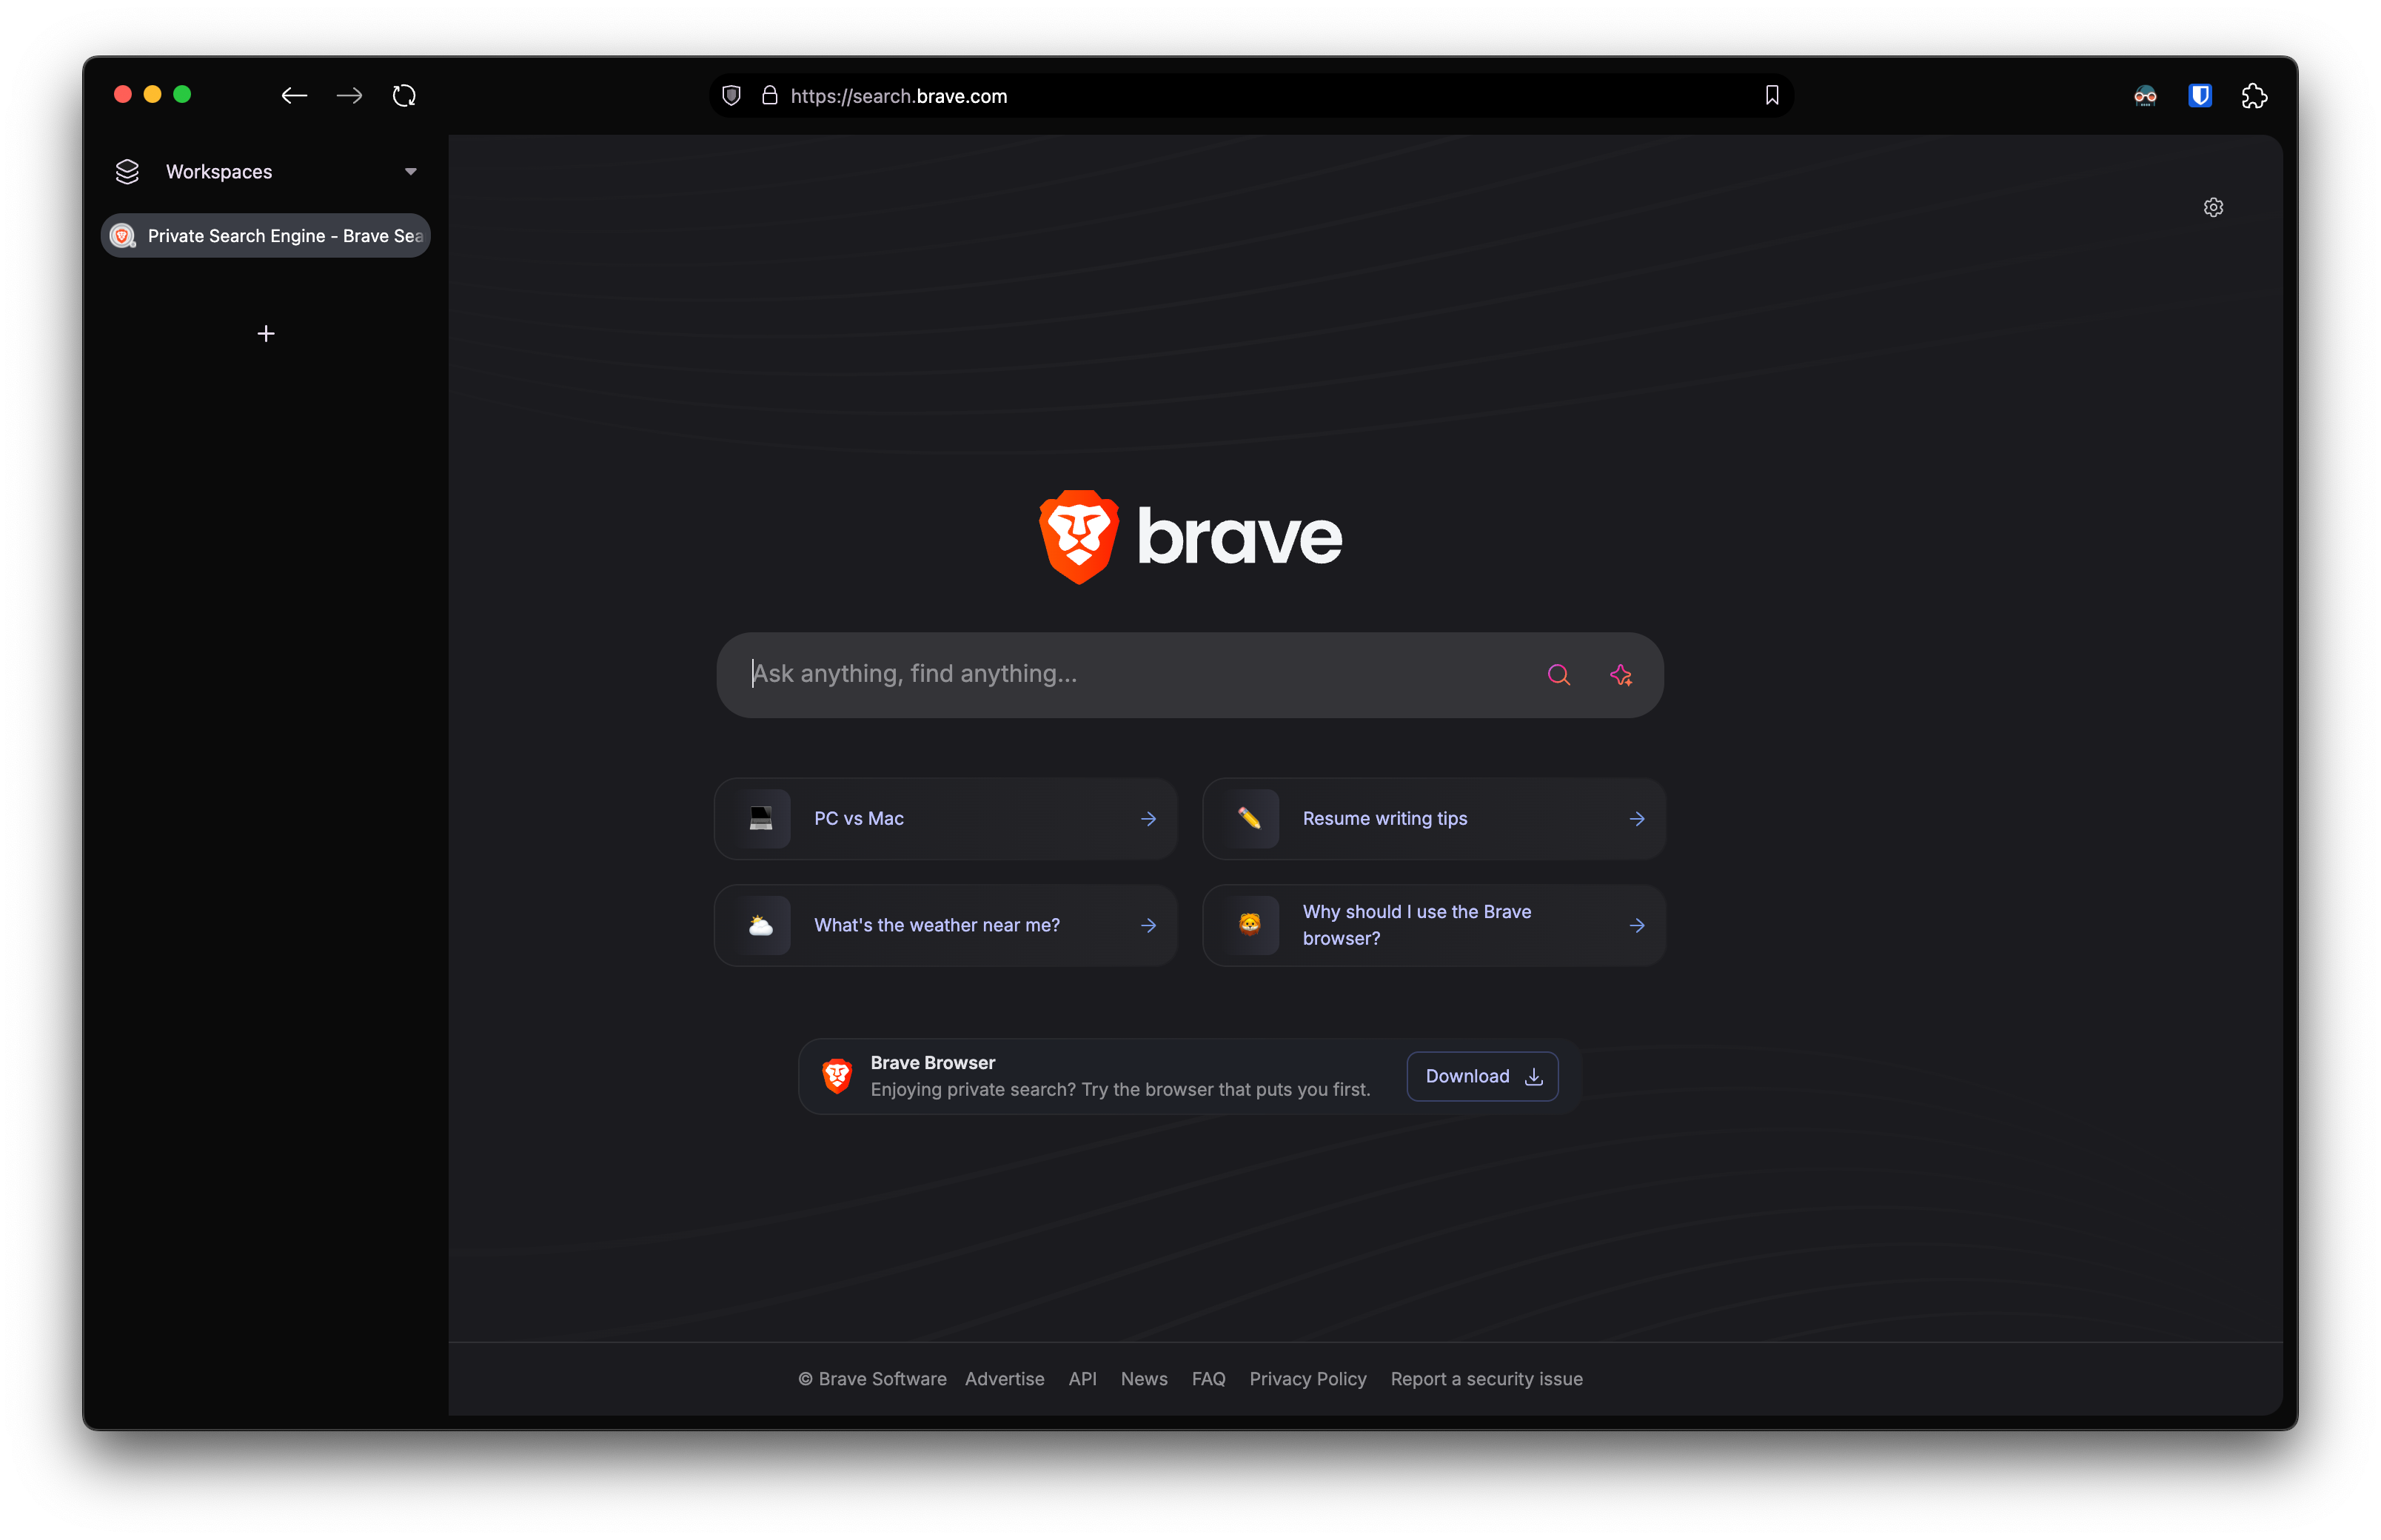 https://search.brave.com
Workspaces
Private Search Engine - Brave Sea
brave
Ask anything, find anything...
PC vs Mac
Resume writing tips
What's the weather near me?
Why should I use the Brave
browser?
Brave Browser
Enjoying private search? Try the browser that puts you first.
Download
© Brave Software Advertise API News FAQ Privacy Policy Report a security issue